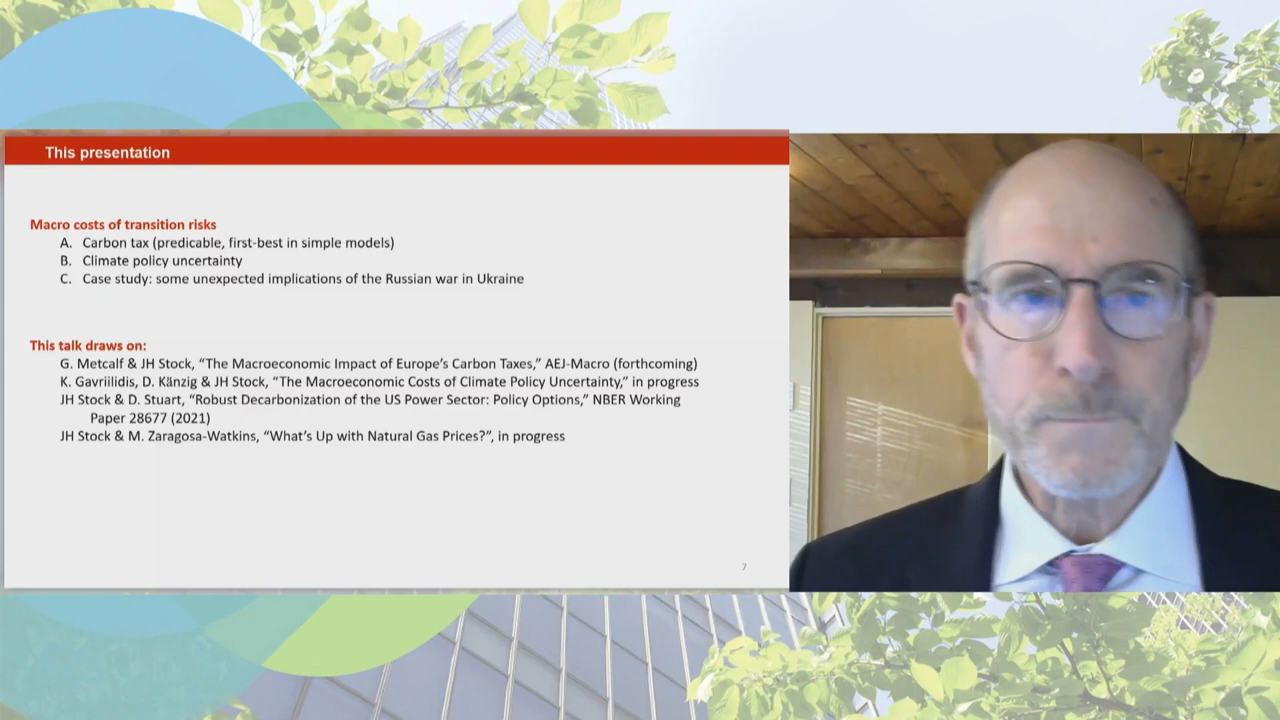 This presentation
Macro costs of transition risks
A. Carbon tax (predicable, first-best in simple models)
B. Climate policy uncertainty
C. Case study: some unexpected implications of the Russian war in Ukraine
This talk draws on:
G. Metcalf & JH Stock, “The Macroeconomic Impact of Europe’s Carbon Taxes,” AEJ-Macro (forthcoming)
K. Gavriilidis, D. Känzig & JH Stock, “The Macroeconomic Costs of Climate Policy Uncertainty,” in progress
JH Stock & D. Stuart, “Robust Decarbonization of the US Power Sector: Policy Options,” NBER Working
Paper 28677 (2021)
JH Stock & M. Zaragosa-Watkins, “What’s Up with Natural Gas Prices?”, in progress
7